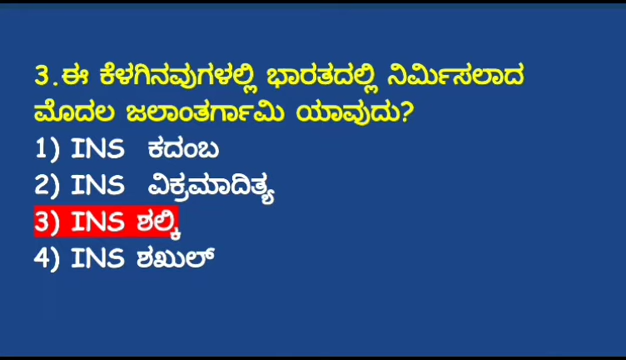 3.ಈ ಕೆಳಗಿನವುಗಳಲ್ಲಿ ಭಾರತದಲ್ಲಿ ನಿರ್ಮಿಸಲಾದ
ಮೊದಲ ಜಲಾಂತರ್ಗಾಮಿ ಯಾವುದು?
1) INS ಕದಂಬ
2) INS ವಿಕ್ರಮಾದಿತ್ಯ
3) INS ಶಲ್ಕಿ
4) INS ಶಖುಲ್